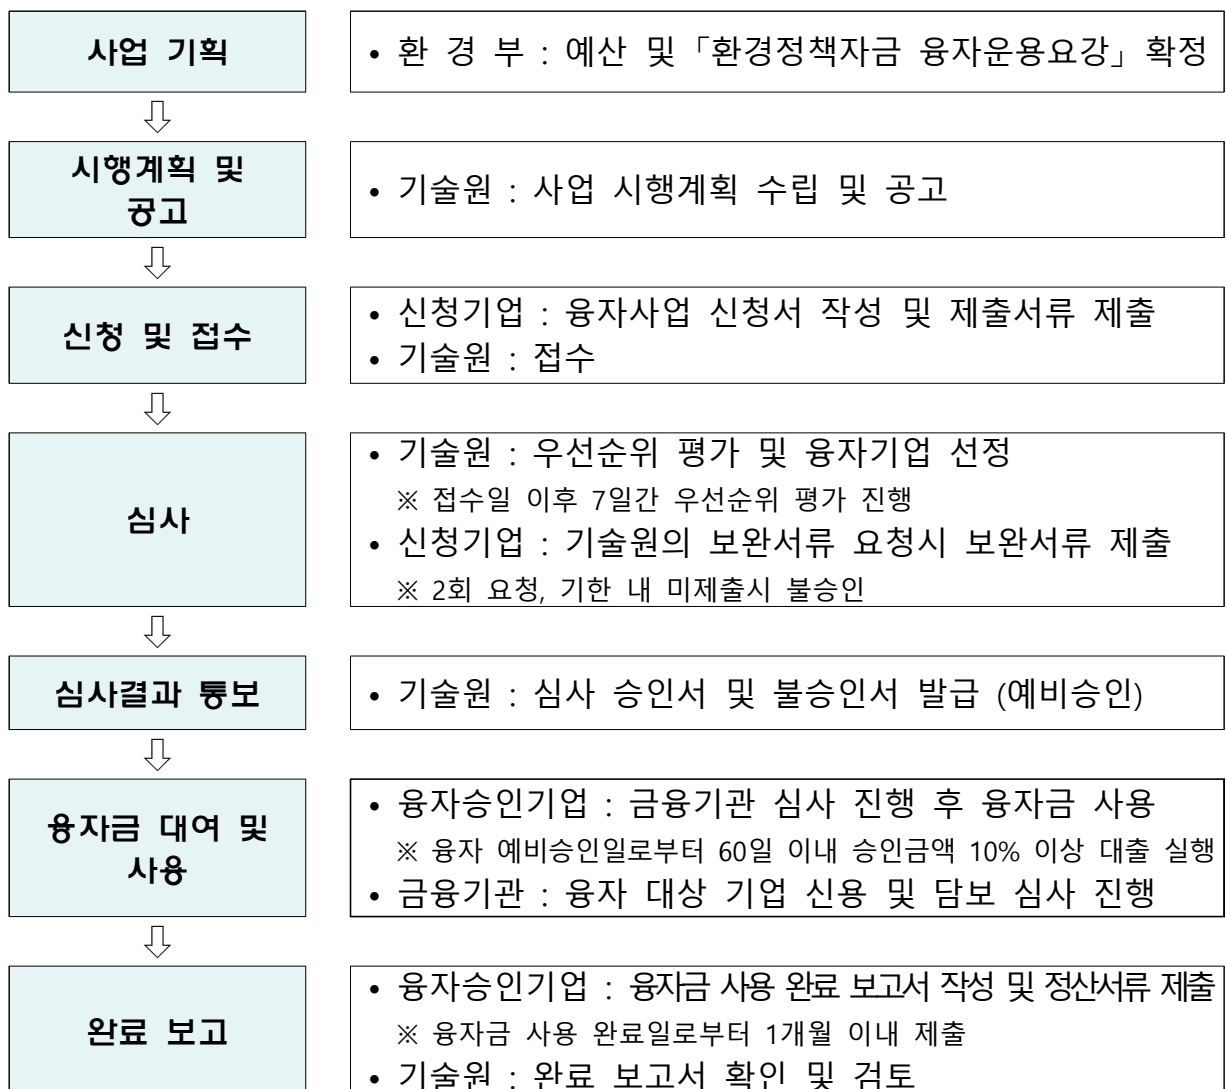 사업 기획
• 환 경 부 : 예산 및「환경정책자금 융자운용요강」확정
시행계획 및
공고
• 기술원 : 사업 시행계획 수립 및 공고
신청 및 접수
• 신청기업 : 융자사업 신청서 작성 및 제출서류 제출
• 기술원 : 접수
심사
• 기술원 : 우선순위 평가 및 융자기업 선정
※ 접수일 이후 7일간 우선순위 평가 진행
• 신청기업 : 기술원의 보완서류 요청시 보완서류 제출
※ 2회 요청, 기한 내 미제출시 불승인
심사결과 통보
• 기술원 : 심사 승인서 및 불승인서 발급 (예비승인)
융자금 대여 및
사용
• 융자승인기업 : 금융기관 심사 진행 후 융자금 사용
※ 융자 예비승인일로부터 60일 이내 승인금액 10% 이상 대출 실행
• 금융기관 : 융자 대상 기업 신용 및 담보 심사 진행
완료 보고
• 융자승인기업 : 융자금 사용 완료 보고서 작성 및 정산서류 제출
※ 융자금 사용 완료일로부터 1개월 이내 제출
• 기술원 : 완료 보고서 확인 및 검토